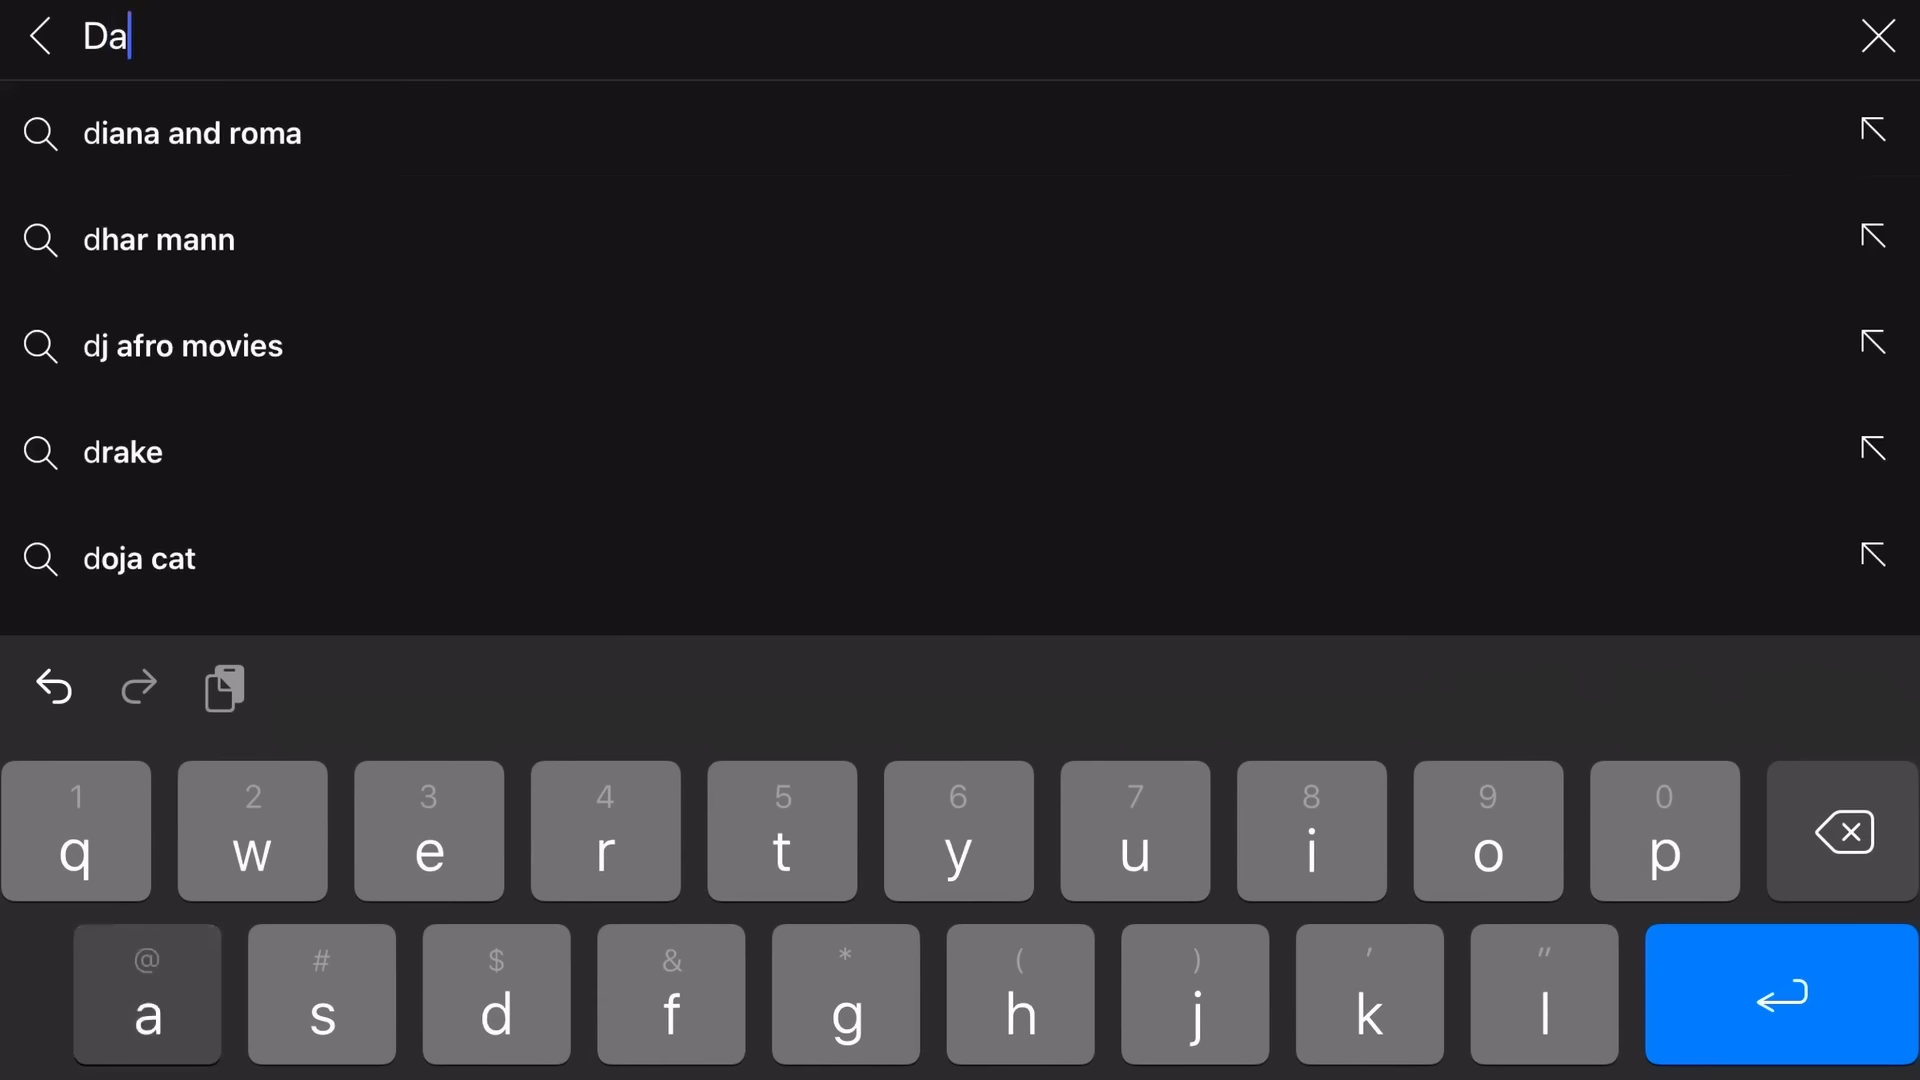 Da
diana and roma
dhar mann
dj afro movies
drake
doja cat
1 2 3 4 5 6 7 8 9 0
q w e r t y u i o p
@ # $ & * ( ) ' "
a s d f g h j k l